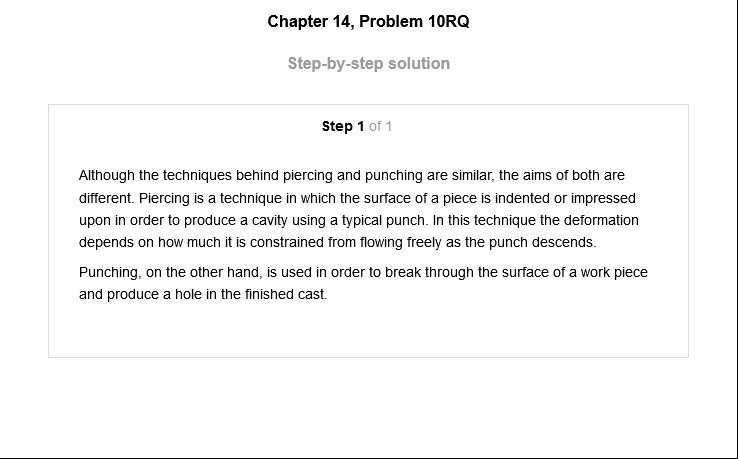 Chapter 14, Problem 10RQ
Step-by-step solution
Step 1 of 1
Although the techniques behind piercing and punching are similar, the aims of both are
different. Piercing is a technique in which the surface of a piece is indented or impressed
upon in order to produce a cavity using a typical punch. In this technique the deformation
depends on how much it is constrained from flowing freely as the punch descends.
Punching, on the other hand, is used in order to break through the surface of a work piece
and produce a hole in the finished cast.